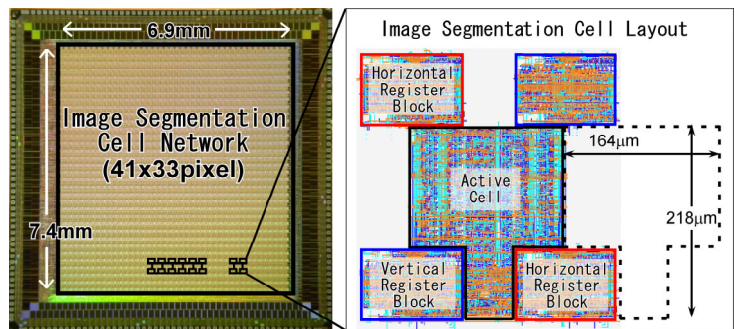 6.9mm
Image Segmentation
Cell Network
(41x33pixel)
7.4mm
Image Segmentation Cell Layout
Horizontal
Register
Block
Active
Cell
164μm
218μm
Vertical
Register
Block
Horizontal
Register
Block